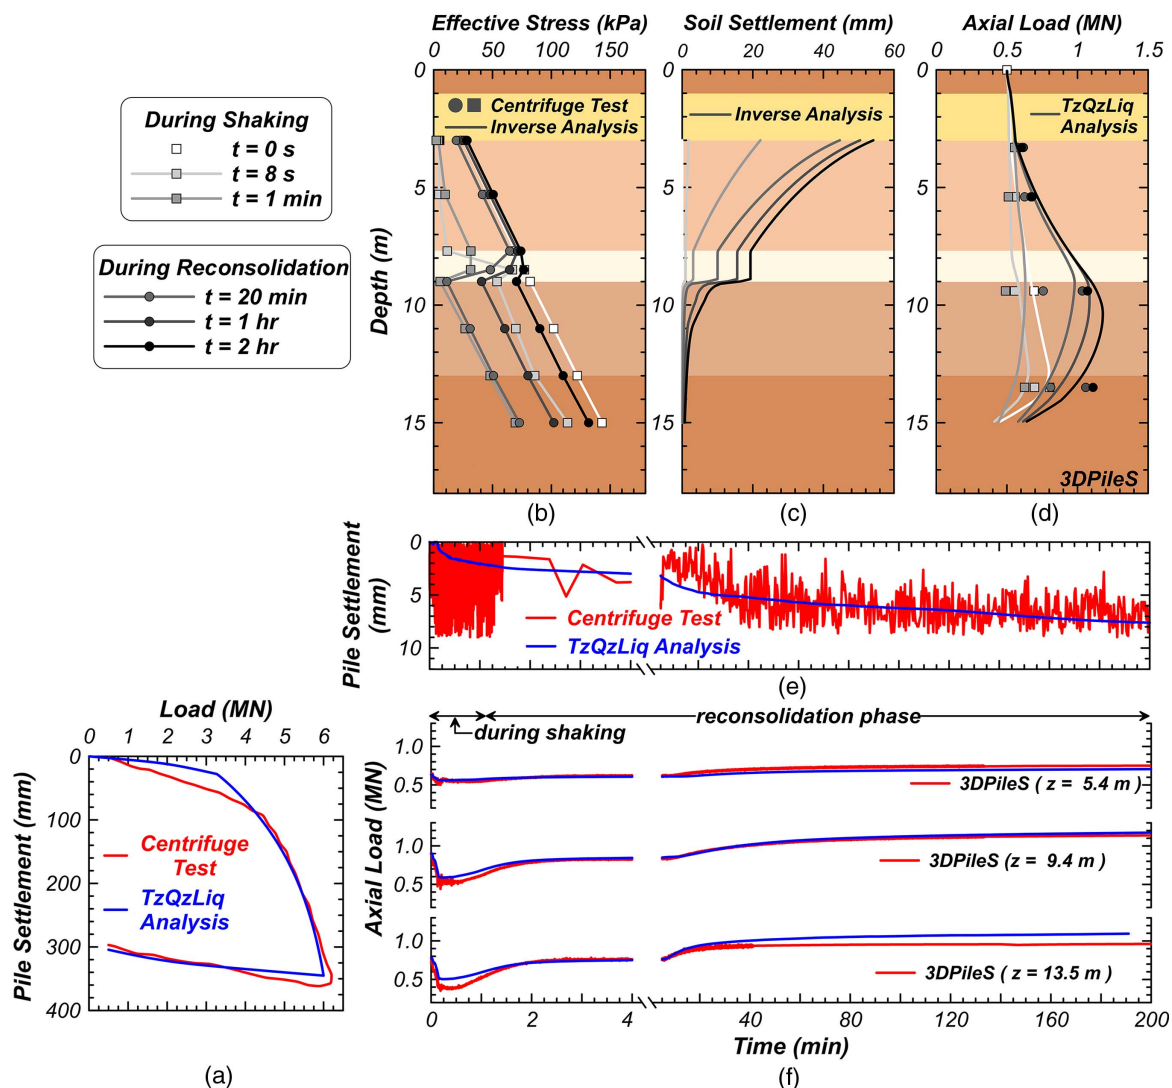 Effective Stress (kPa)
0 50 100 150
Soil Settlement (mm)
0 20 40 60
Axial Load (MN)
0 0.5 1 1.5
During Shaking
t = 0 s
t = 8 s
t = 1 min
During Reconsolidation
t = 20 min
t = 1 hr
t = 2 hr
Depth (m)
0
5
10
15
Centrifuge Test
Inverse Analysis
(b)
0
5
10
15
Inverse Analysis
(c)
0
5
10
15
TzQzLiq
Analysis
3DPileS
(d)
Pile Settlement
(mm)
0
5
10
Centrifuge Test
TzQzLiq Analysis
(e)
Load (MN)
0 1 2 3 4 5 6
Pile Settlement (mm)
0
100
200
300
400
Centrifuge
Test
TzQzLiq
Analysis
(a)
during shaking
reconsolidation phase
Axial Load (MN)
1.0
0.5
3DPileS ( z = 5.4 m )
1.0
0.5
3DPileS ( z = 9.4 m )
1.0
0.5
3DPileS ( z = 13.5 m )
0 2 4 40 80 120 160 200
Time (min)
(f)